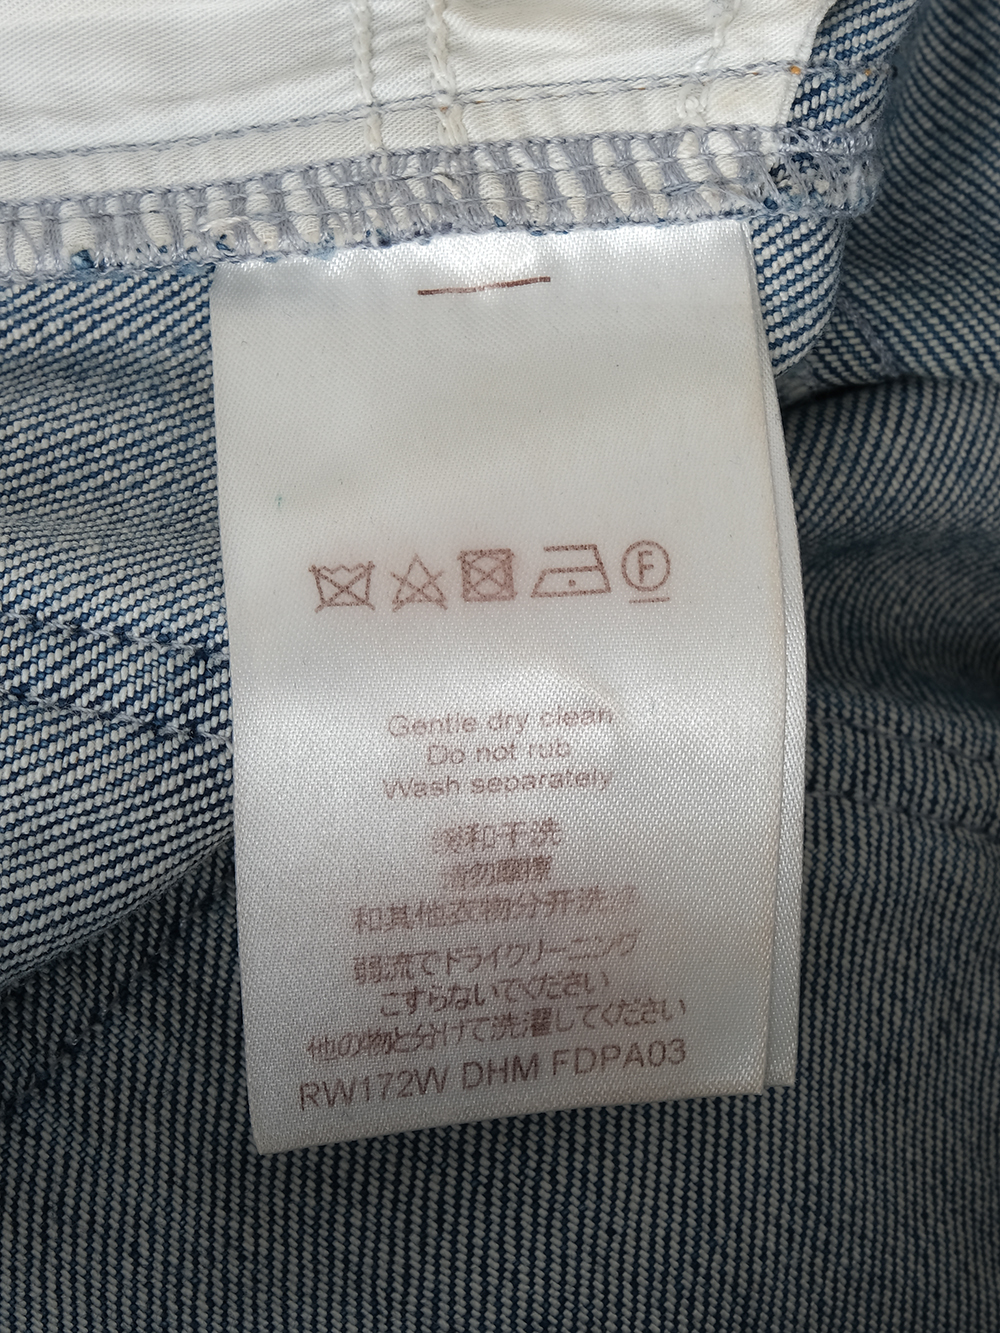 F
Gentle dry clean
Do not rub
Wash separately
柔和干洗
请勿摩擦
和其他衣物分开洗涤
弱流でドライクリーニング
こすらないでください
他の物と分けて洗濯してください
RW172W DHM FDPA03